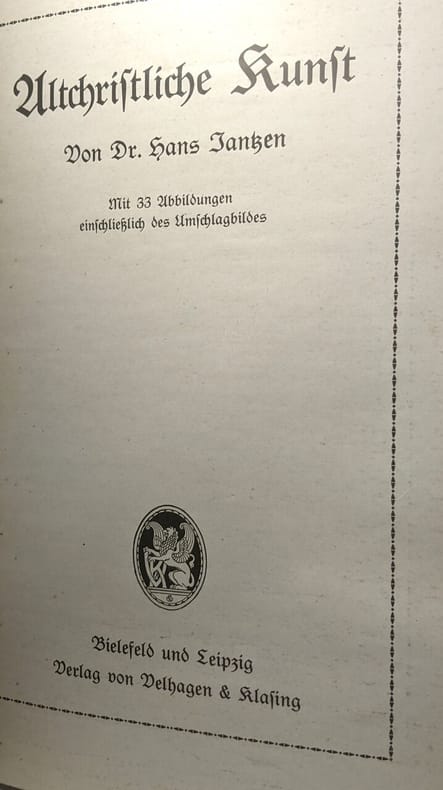 Altchriſtliche Kunſt
Von Dr. Hans Jantzen
Mit 33 Abbildungen
einſchließlich des Umſchlagbildes
Bielefeld und Leipzig
Verlag von Velhagen & Klaſing